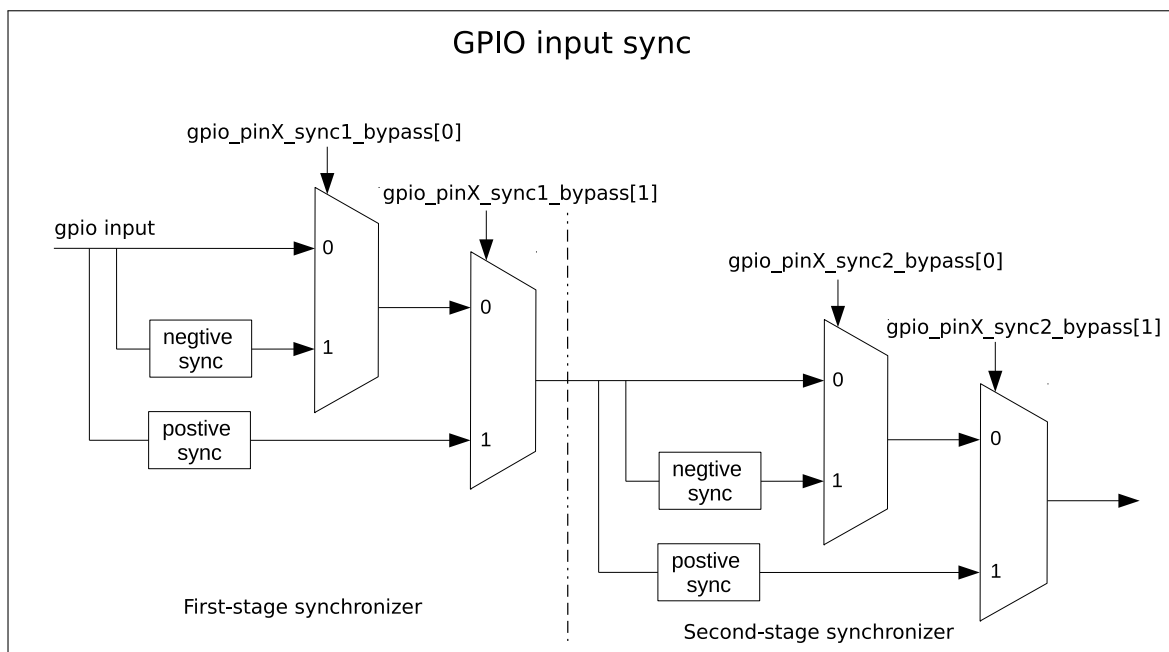 GPIO input sync
gpio_pinX_sync1_bypass[0]
gpio_pinX_sync1_bypass[1]
gpio input
0
0
negtive
sync
1
postive
sync
1
gpio_pinX_sync2_bypass[0]
gpio_pinX_sync2_bypass[1]
0
0
negtive
sync
1
postive
sync
1
First-stage synchronizer
Second-stage synchronizer